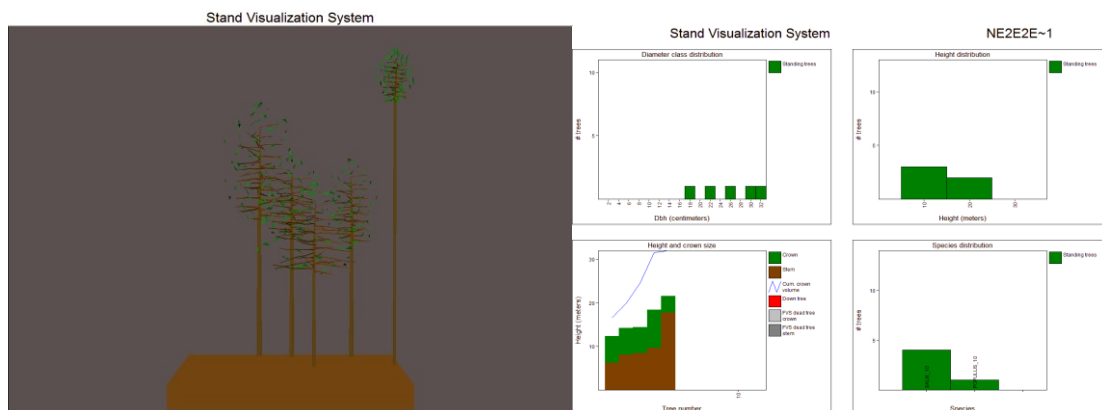 Stand Visualization System
Stand Visualization System
NE2E2E~1
Diameter class distribution
10
5
# trees
2
4
6
8
10
12
14
16
18
20
22
24
26
28
30
32
Dbh (centimeters)
Standing trees
Height distribution
10
5
# trees
10
20
30
Height (meters)
Standing trees
Height and crown size
30
20
10
Height (meters)
10
Tree number
Crown
Stem
Cum. crown
volume
Down tree
FVS dead tree
crown
FVS dead tree
stem
Species distribution
10
5
# trees
Species
Standing trees